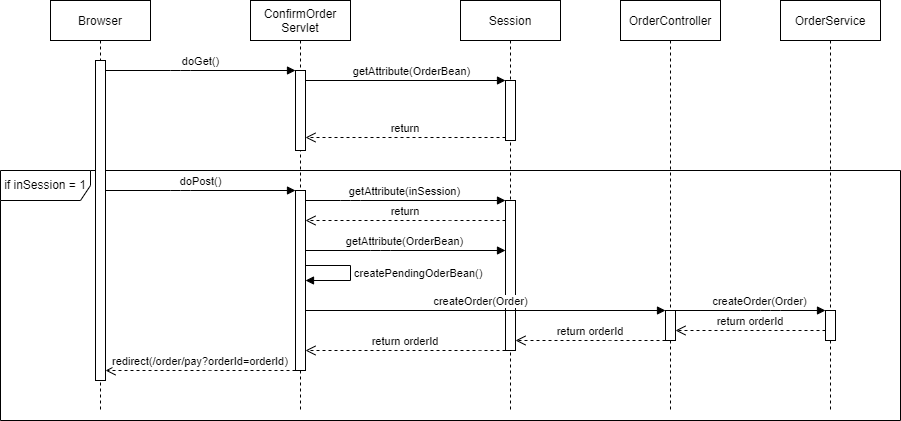 Browser
ConfirmOrder
Servlet
Session
OrderController
OrderService
doGet()
getAttribute(OrderBean)
return
if inSession = 1
doPost()
getAttribute(inSession)
return
getAttribute(OrderBean)
createPendingOderBean()
createOrder(Order)
createOrder(Order)
return orderId
return orderId
return orderId
redirect(/order/pay?orderId=orderId)